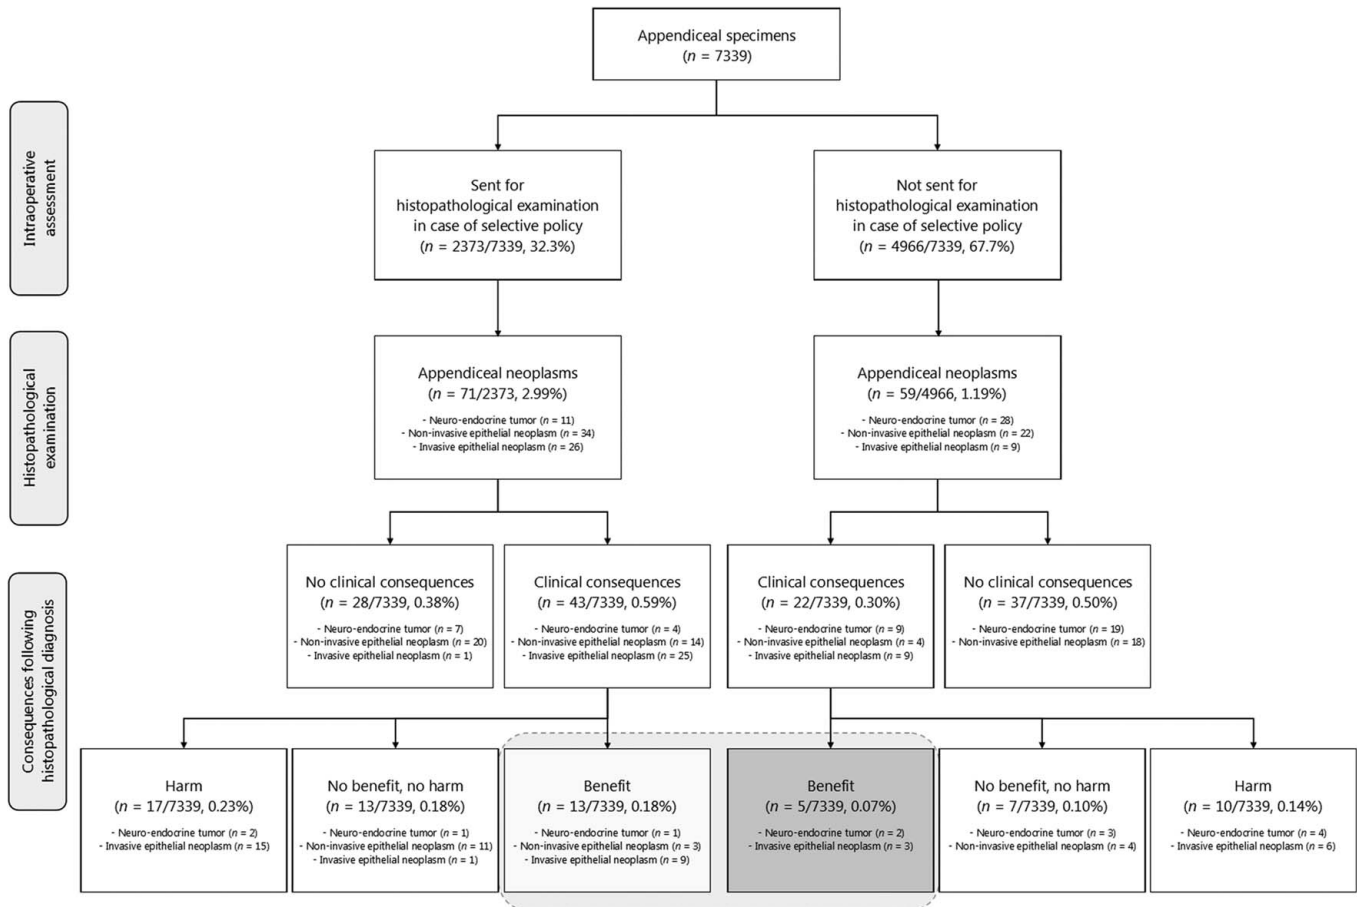 Appendiceal specimens
(n = 7339)
Intraoperative
assessment
Sent for
histopathological examination
in case of selective policy
(n = 2373/7339, 32.3%)
Not sent for
histopathological examination
in case of selective policy
(n = 4966/7339, 67.7%)
Histopathological
examination
Appendiceal neoplasms
(n = 71/2373, 2.99%)
- Neuro-endocrine tumor (n = 11)
- Non-invasive epithelial neoplasm (n = 34)
- Invasive epithelial neoplasm (n = 26)
Appendiceal neoplasms
(n = 59/4966, 1.19%)
- Neuro-endocrine tumor (n = 28)
- Non-invasive epithelial neoplasm (n = 22)
- Invasive epithelial neoplasm (n = 9)
Consequences following
histopathological diagnosis
No clinical consequences
(n = 28/7339, 0.38%)
- Neuro-endocrine tumor (n = 7)
- Non-invasive epithelial neoplasm (n = 20)
- Invasive epithelial neoplasm (n = 1)
Clinical consequences
(n = 43/7339, 0.59%)
- Neuro-endocrine tumor (n = 4)
- Non-invasive epithelial neoplasm (n = 14)
- Invasive epithelial neoplasm (n = 25)
Clinical consequences
(n = 22/7339, 0.30%)
- Neuro-endocrine tumor (n = 9)
- Non-invasive epithelial neoplasm (n = 4)
- Invasive epithelial neoplasm (n = 9)
No clinical consequences
(n = 37/7339, 0.50%)
- Neuro-endocrine tumor (n = 19)
- Non-invasive epithelial neoplasm (n = 18)
Harm
(n = 17/7339, 0.23%)
- Neuro-endocrine tumor (n = 2)
- Invasive epithelial neoplasm (n = 15)
No benefit, no harm
(n = 13/7339, 0.18%)
- Neuro-endocrine tumor (n = 1)
- Non-invasive epithelial neoplasm (n = 11)
- Invasive epithelial neoplasm (n = 1)
Benefit
(n = 13/7339, 0.18%)
- Neuro-endocrine tumor (n = 1)
- Non-invasive epithelial neoplasm (n = 3)
- Invasive epithelial neoplasm (n = 9)
Benefit
(n = 5/7339, 0.07%)
- Neuro-endocrine tumor (n = 2)
- Invasive epithelial neoplasm (n = 3)
No benefit, no harm
(n = 7/7339, 0.10%)
- Neuro-endocrine tumor (n = 3)
- Non-invasive epithelial neoplasm (n = 4)
Harm
(n = 10/7339, 0.14%)
- Neuro-endocrine tumor (n = 4)
- Invasive epithelial neoplasm (n = 6)